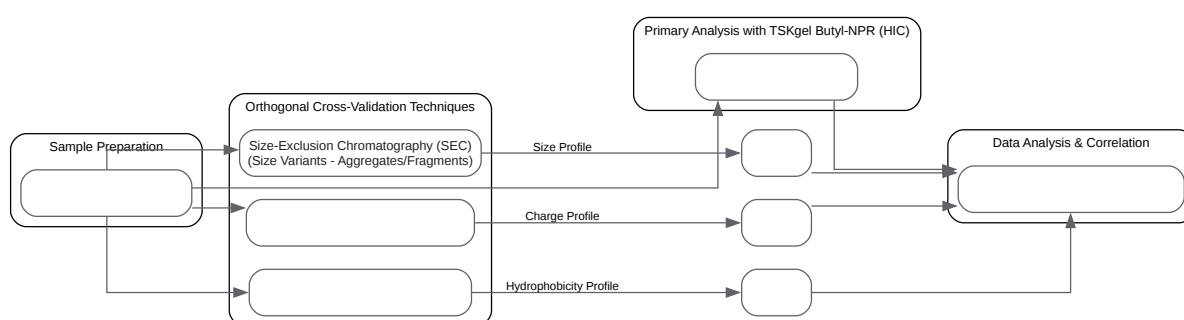 Primary Analysis with TSKgel Butyl-NPR (HIC)
Orthogonal Cross-Validation Techniques
Sample Preparation
Size-Exclusion Chromatography (SEC)
(Size Variants - Aggregates/Fragments)
Size Profile
Data Analysis & Correlation
Charge Profile
Hydrophobicity Profile